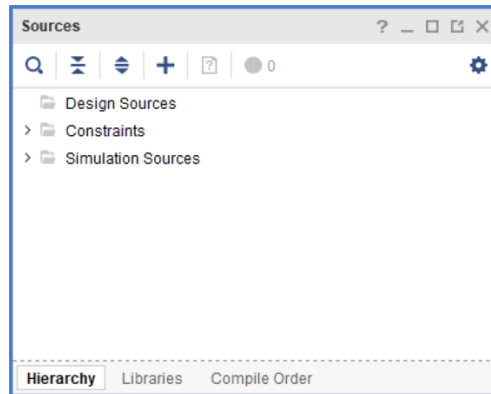 Sources
0
Design Sources
Constraints
Simulation Sources
Hierarchy Libraries Compile Order